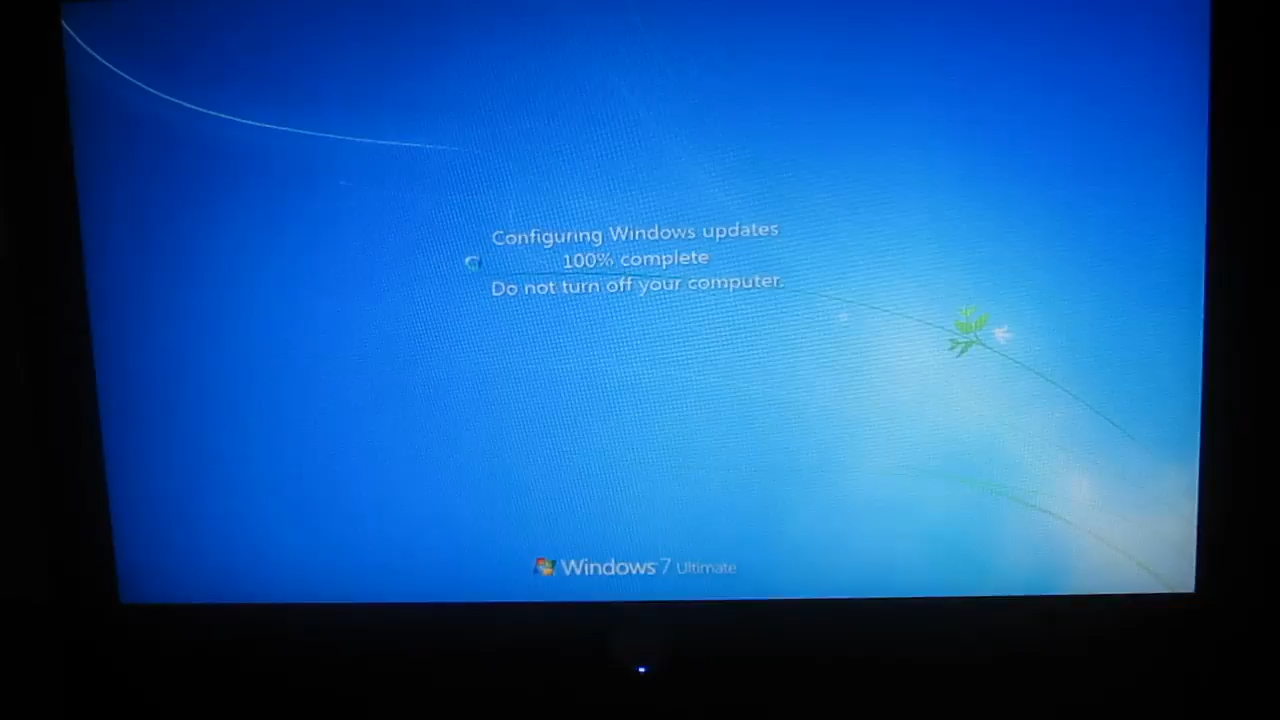 Configuring Windows updates
100% complete
Do not turn off your computer.
Windows 7 Ultimate